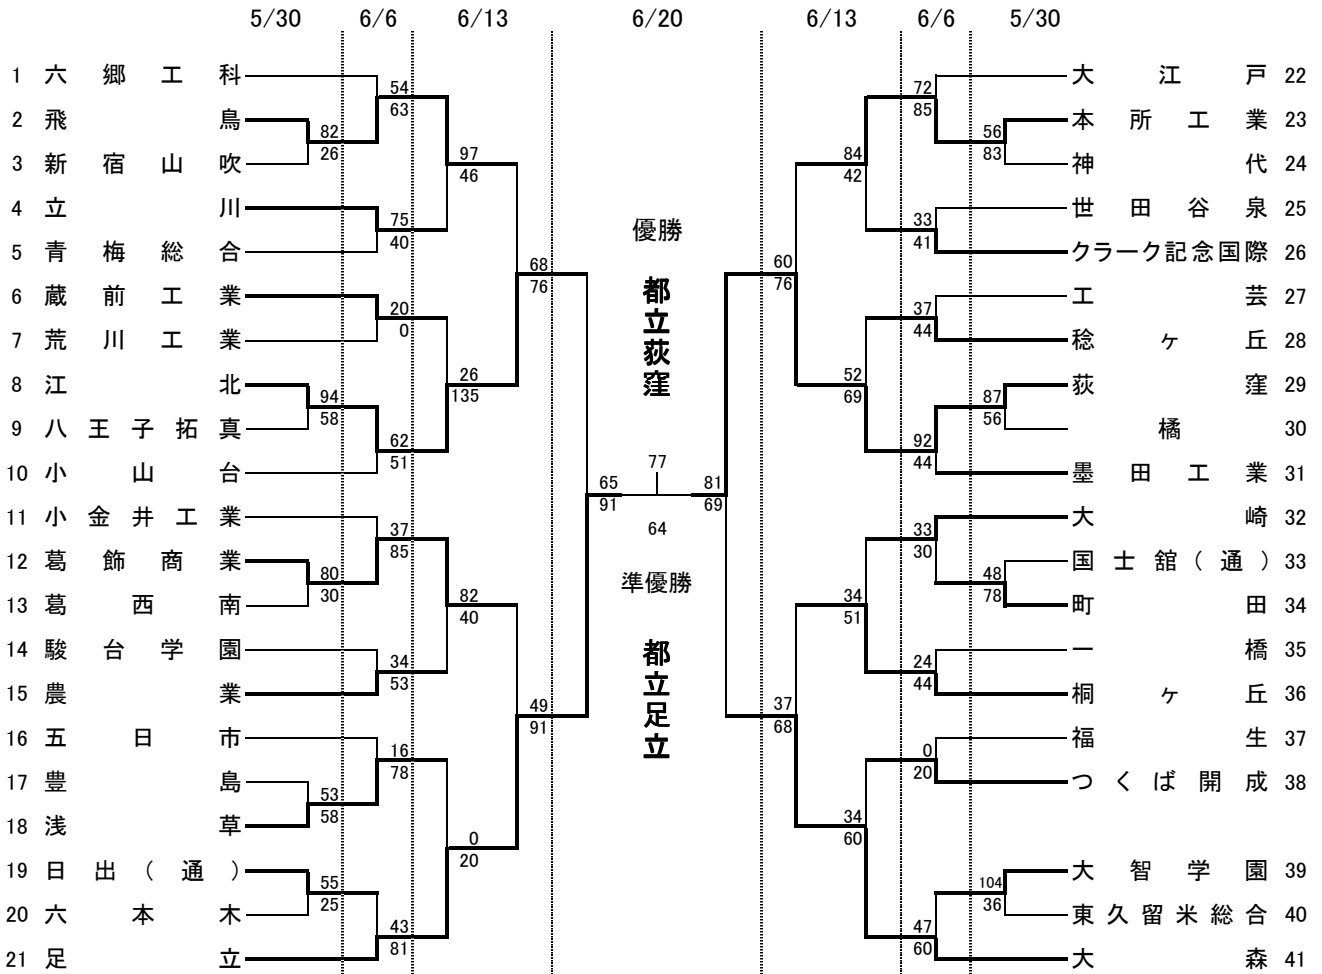 5/30 6/6 6/13 6/20 6/13 6/6 5/30
1 六郷工科 大江戸 22
54 72
63 85
2 飛鳥 本所工業 23
82 56
26 83
3 新宿山吹 神代 24
97 84
46 42
4 立川 世田谷泉 25
75 33
40 41
優勝
5 青梅総合 クラーク記念国際 26
68 60
76 76
都立荻窪
6 蔵前工業 工芸 27
20 37
0 44
7 荒川工業 稔ヶ丘 28
26 52
135 69
8 江北 荻窪 29
94 87
58 56
9 八王子拓真 橘 30
62 92
51 44
10 小山台 墨田工業 31
77
65 81
91 69
64
11 小金井工業 大崎 32
37 33
85 30
12 葛飾商業 国士舘(通) 33
80 48
30 78
準優勝
13 葛西南 町田 34
82 34
40 51
都立足立
14 駿台学園 一橋 35
34 24
53 44
15 農業 桐ヶ丘 36
49 37
91 68
16 五日市 福生 37
16 0
78 20
17 豊島 つくば開成 38
53
58
18 浅草
0 34
20 60
19 日出(通) 大智学園 39
55 104
25 36
20 六本木 東久留米総合 40
43 47
81 60
21 足立 大森 41